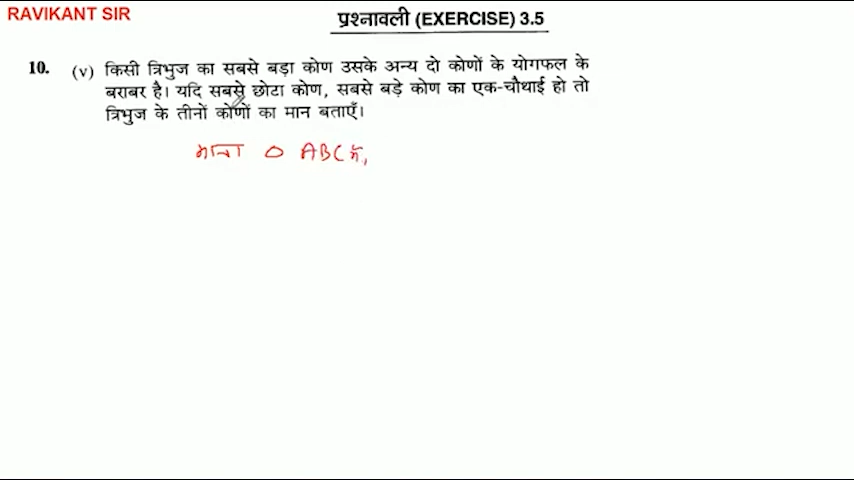 RAVIKANT SIR
प्रश्नावली (EXERCISE) 3.5
10. (v) किसी त्रिभुज का सबसे बड़ा कोण उसके अन्य दो कोणों के योगफल के
बराबर है। यदि सबसे छोटा कोण, सबसे बड़े कोण का एक-चौथाई हो तो
त्रिभुज के तीनों कोणों का मान बताएँ।
माना △ ABC में,